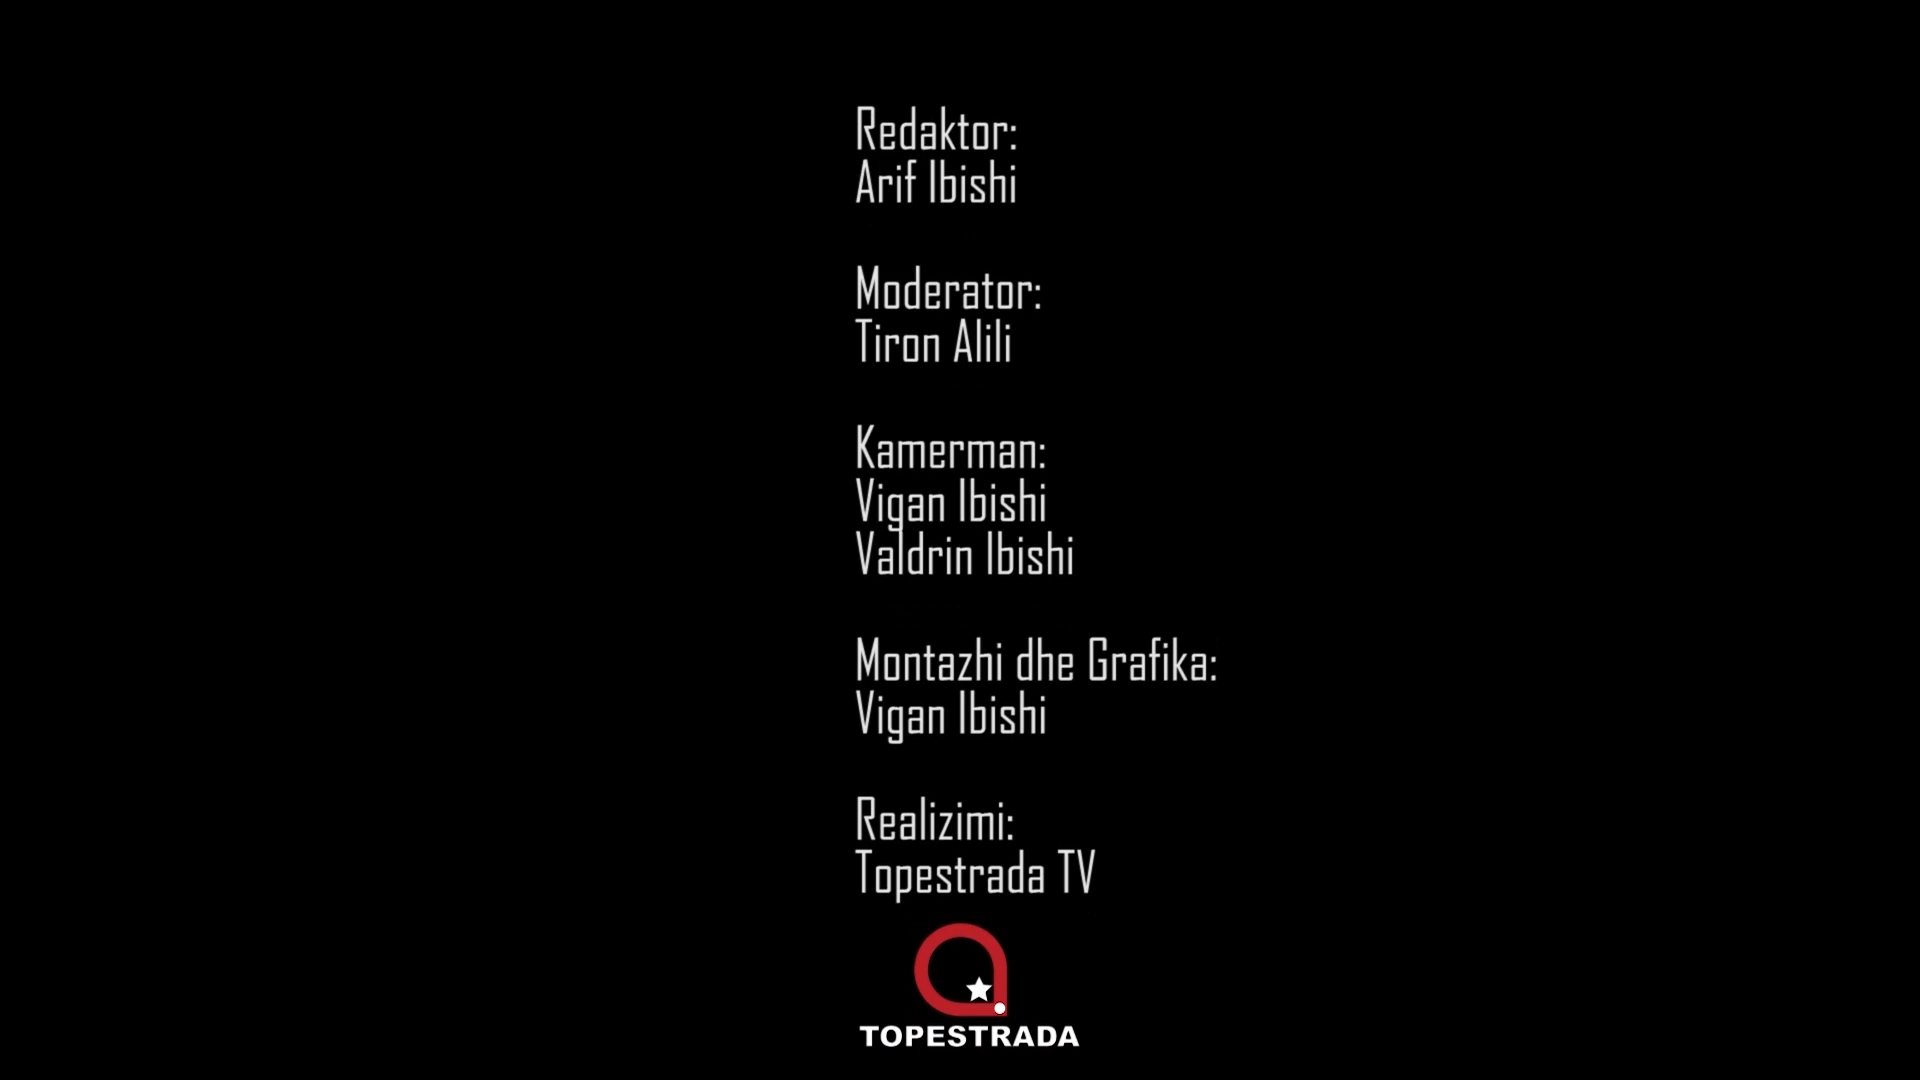 Redaktor:
Arif Ibishi
Moderator:
Tiron Alili
Kamerman:
Vigan Ibishi
Valdrin Ibishi
Montazhi dhe Grafika:
Vigan Ibishi
Realizimi:
Topestrada TV
TOPESTRADA